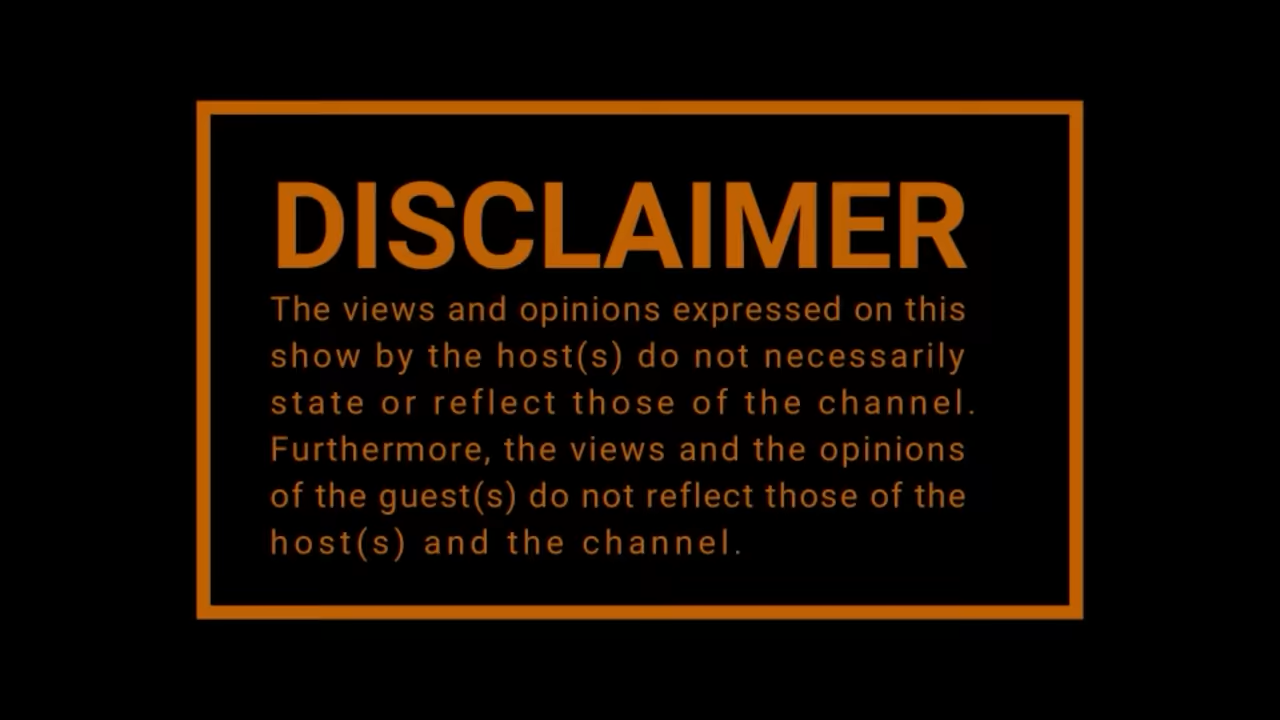 DISCLAIMER
The views and opinions expressed on this
show by the host(s) do not necessarily
state or reflect those of the channel.
Furthermore, the views and the opinions
of the guest(s) do not reflect those of the
host(s) and the channel.